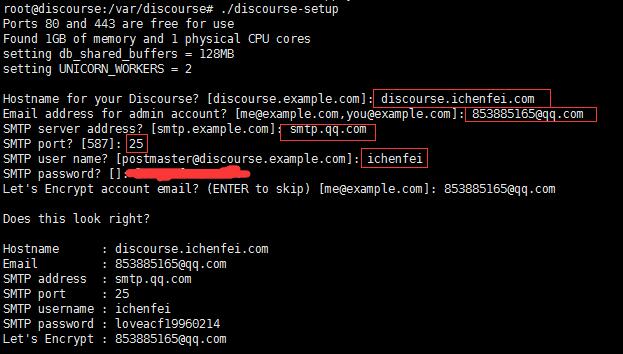 root@discourse:/var/discourse# ./discourse-setup
Ports 80 and 443 are free for use
Found 1GB of memory and 1 physical CPU cores
setting db_shared_buffers = 128MB
setting UNICORN_WORKERS = 2
Hostname for your Discourse? [discourse.example.com]: discourse.ichenfei.com
Email address for admin account? [me@example.com,you@example.com]: 853885165@qq.com
SMTP server address? [smtp.example.com]: smtp.qq.com
SMTP port? [587]: 25
SMTP user name? [postmaster@discourse.example.com]: ichenfei
SMTP password? []:
Let's Encrypt account email? (ENTER to skip) [me@example.com]: 853885165@qq.com
Does this look right?
Hostname : discourse.ichenfei.com
Email : 853885165@qq.com
SMTP address : smtp.qq.com
SMTP port : 25
SMTP username : ichenfei
SMTP password : loveacf19960214
Let's Encrypt : 853885165@qq.com